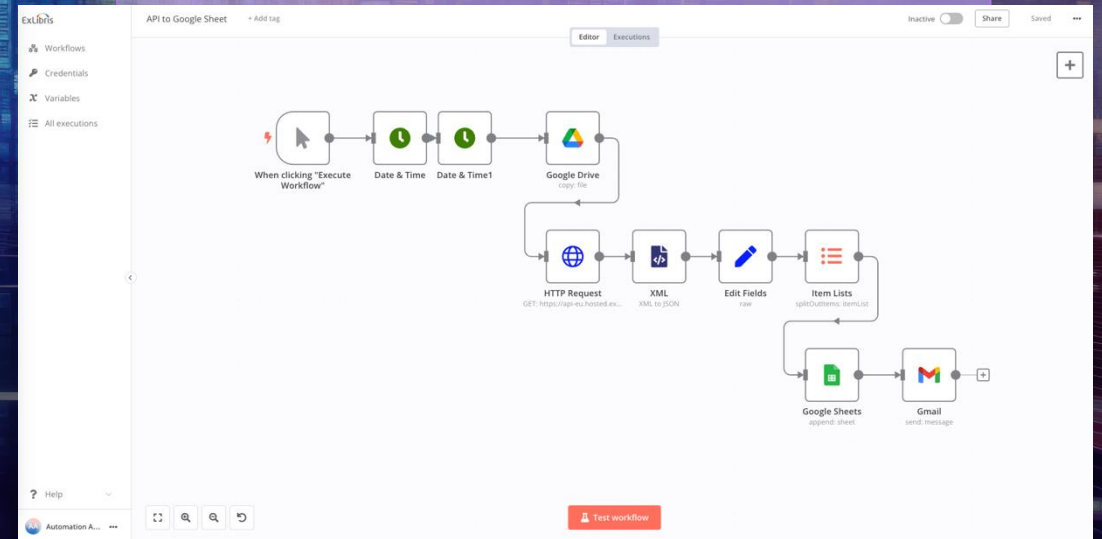 ExLibris
API to Google Sheet
+ Add tag
Inactive
Share
Saved
Editor
Executions
Workflows
Credentials
Variables
All executions
When clicking "Execute
Workflow"
Date & Time
Date & Time1
Google Drive
copy: file
HTTP Request
GET: https://api-eu.hosted.ex...
XML
XML to JSON
Edit Fields
raw
Item Lists
splitOutItems: itemList
Google Sheets
append: sheet
Gmail
send: message
Help
AA
Automation A...
Test workflow